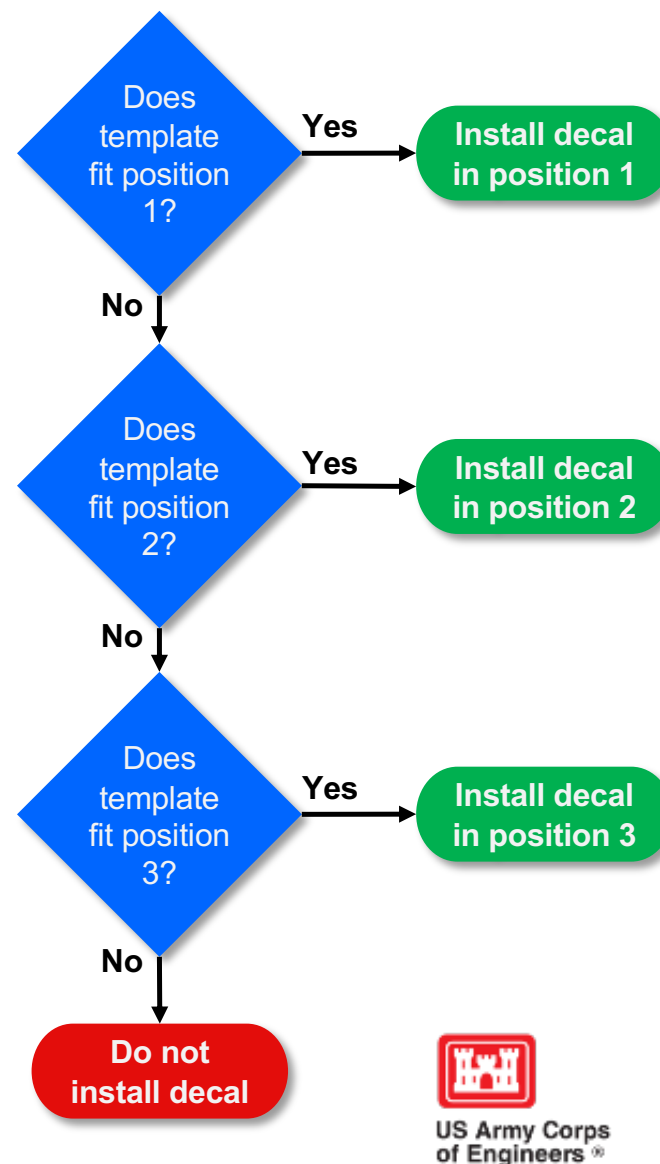 Does
template
fit position
1?
Yes
Install decal
in position 1
No
Does
template
fit position
2?
Yes
Install decal
in position 2
No
Does
template
fit position
3?
Yes
Install decal
in position 3
No
Do not
install decal
US Army Corps
of Engineers ®